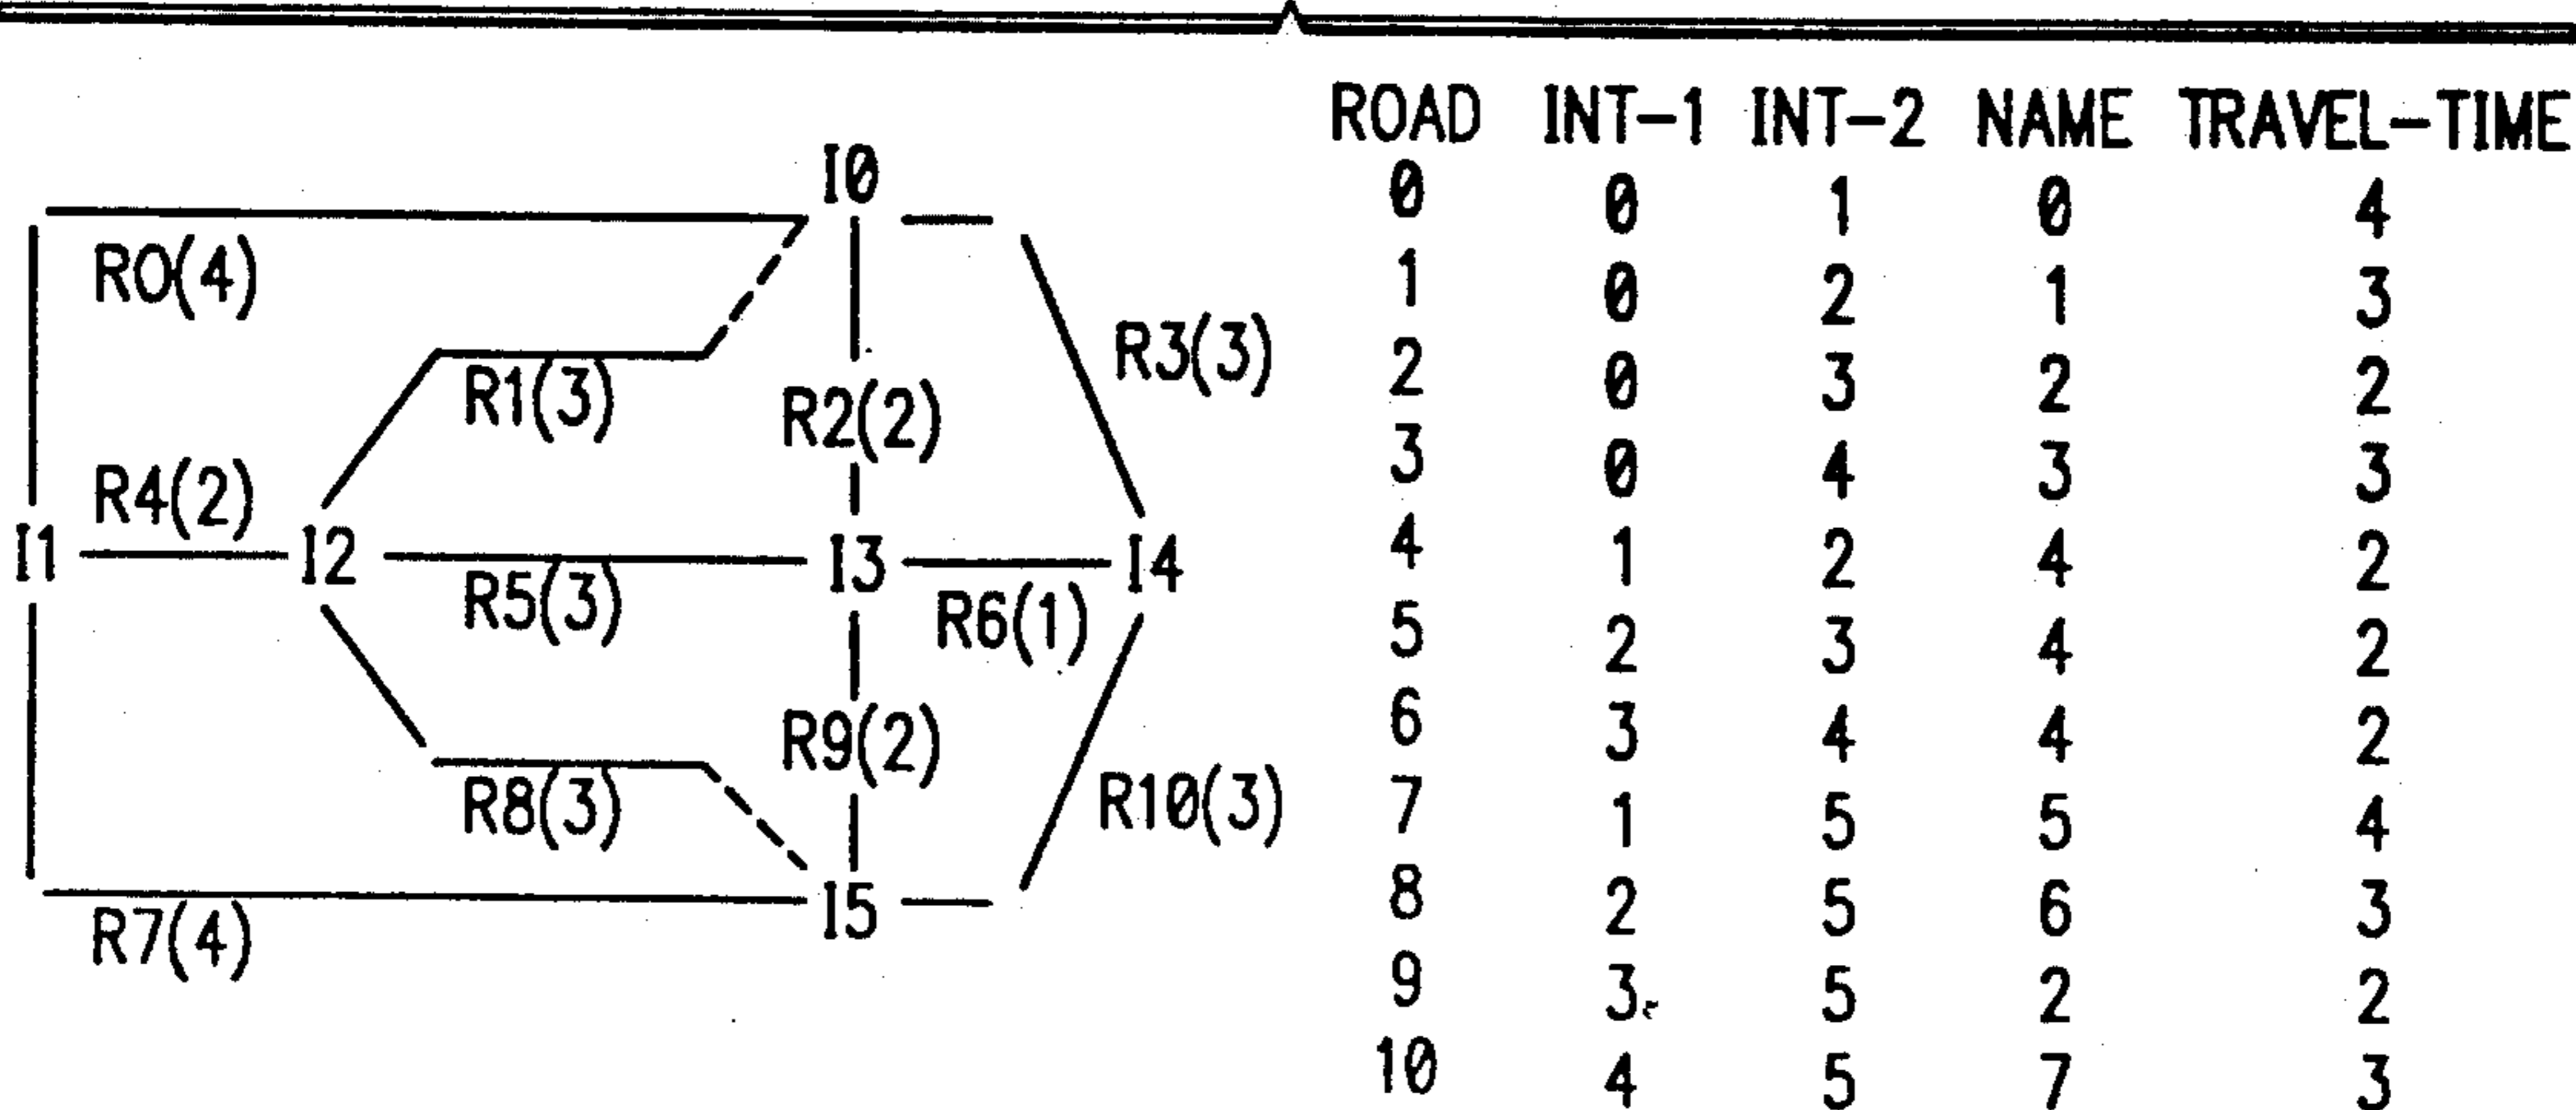 I0
R0(4)
R3(3)
R1(3)
R2(2)
R4(2)
I1 I2 I3 I4
R5(3)
R6(1)
R9(2)
R8(3)
R10(3)
I5
R7(4)
ROAD INT-1 INT-2 NAME TRAVEL-TIME
0 0 1 0 4
1 0 2 1 3
2 0 3 2 2
3 0 4 3 3
4 1 2 4 2
5 2 3 4 2
6 3 4 4 2
7 1 5 5 4
8 2 5 6 3
9 3 5 2 2
10 4 5 7 3